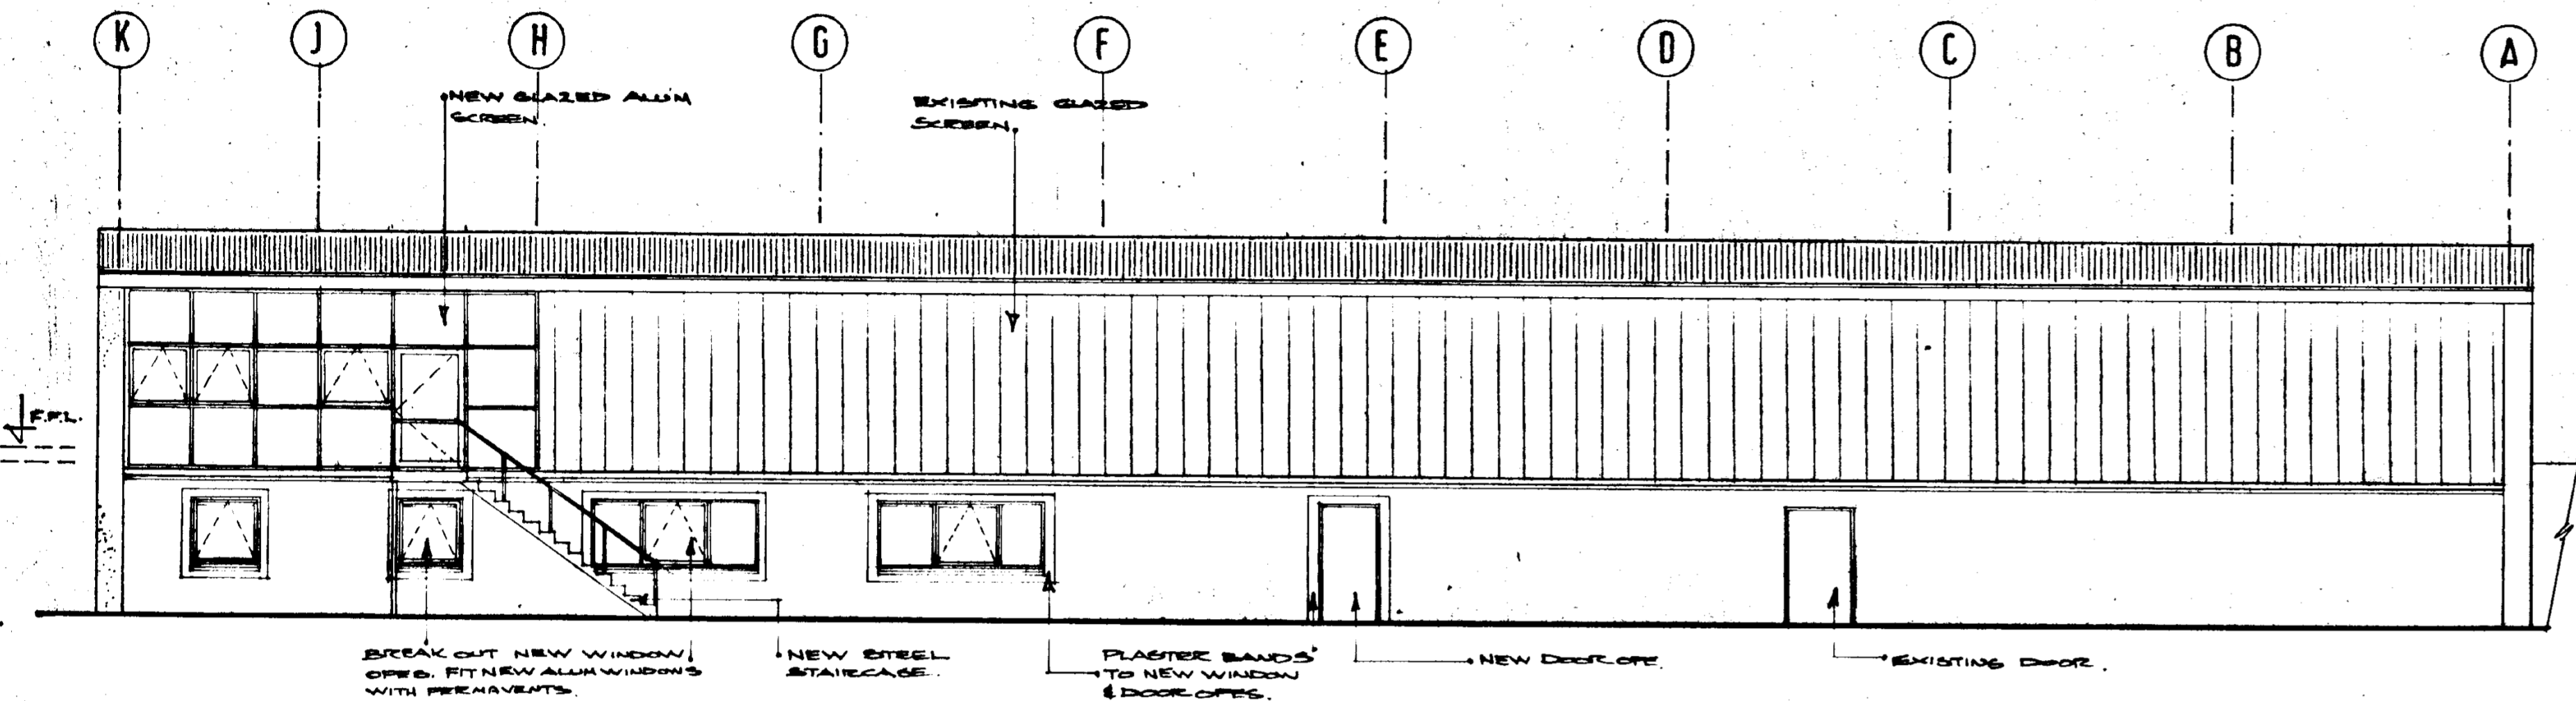 K J H G F E D C B A
NEW GLAZED ALUM
SCREEN
EXISTING GLAZED
SCREEN.
F.F.L.
BREAK OUT NEW WINDOW
OPES. FIT NEW ALUM WINDOWS
WITH PERMAVENTS.
NEW STEEL
STAIRCASE.
PLASTER BANDS
TO NEW WINDOW
& DOOR OPES.
NEW DOOR OPE.
EXISTING DOOR.